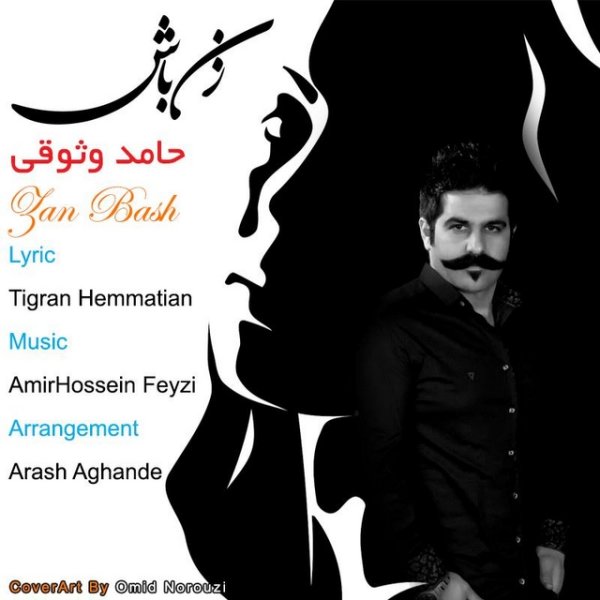 زن باش
حامد وثوقی
Zan Bash
Lyric
Tigran Hemmatian
Music
AmirHossein Feyzi
Arrangement
Arash Aghande
CoverArt By Omid Norouzi